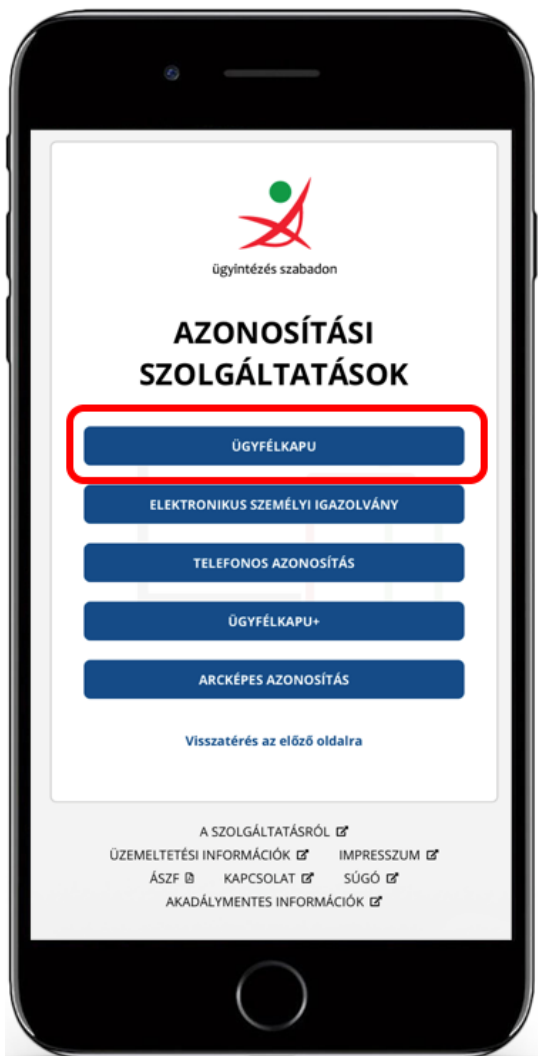 ügyintézés szabadon
AZONOSÍTÁSI
SZOLGÁLTATÁSOK
ÜGYFÉLKAPU
ELEKTRONIKUS SZEMÉLYI IGAZOLVÁNY
TELEFONOS AZONOSÍTÁS
ÜGYFÉLKAPU+
ARCKÉPES AZONOSÍTÁS
Visszatérés az előző oldalra
A SZOLGÁLTATÁSRÓL
ÜZEMELTETÉSI INFORMÁCIÓK IMPRESSZUM
ÁSZF KAPCSOLAT SÚGÓ
AKADÁLYMENTES INFORMÁCIÓK